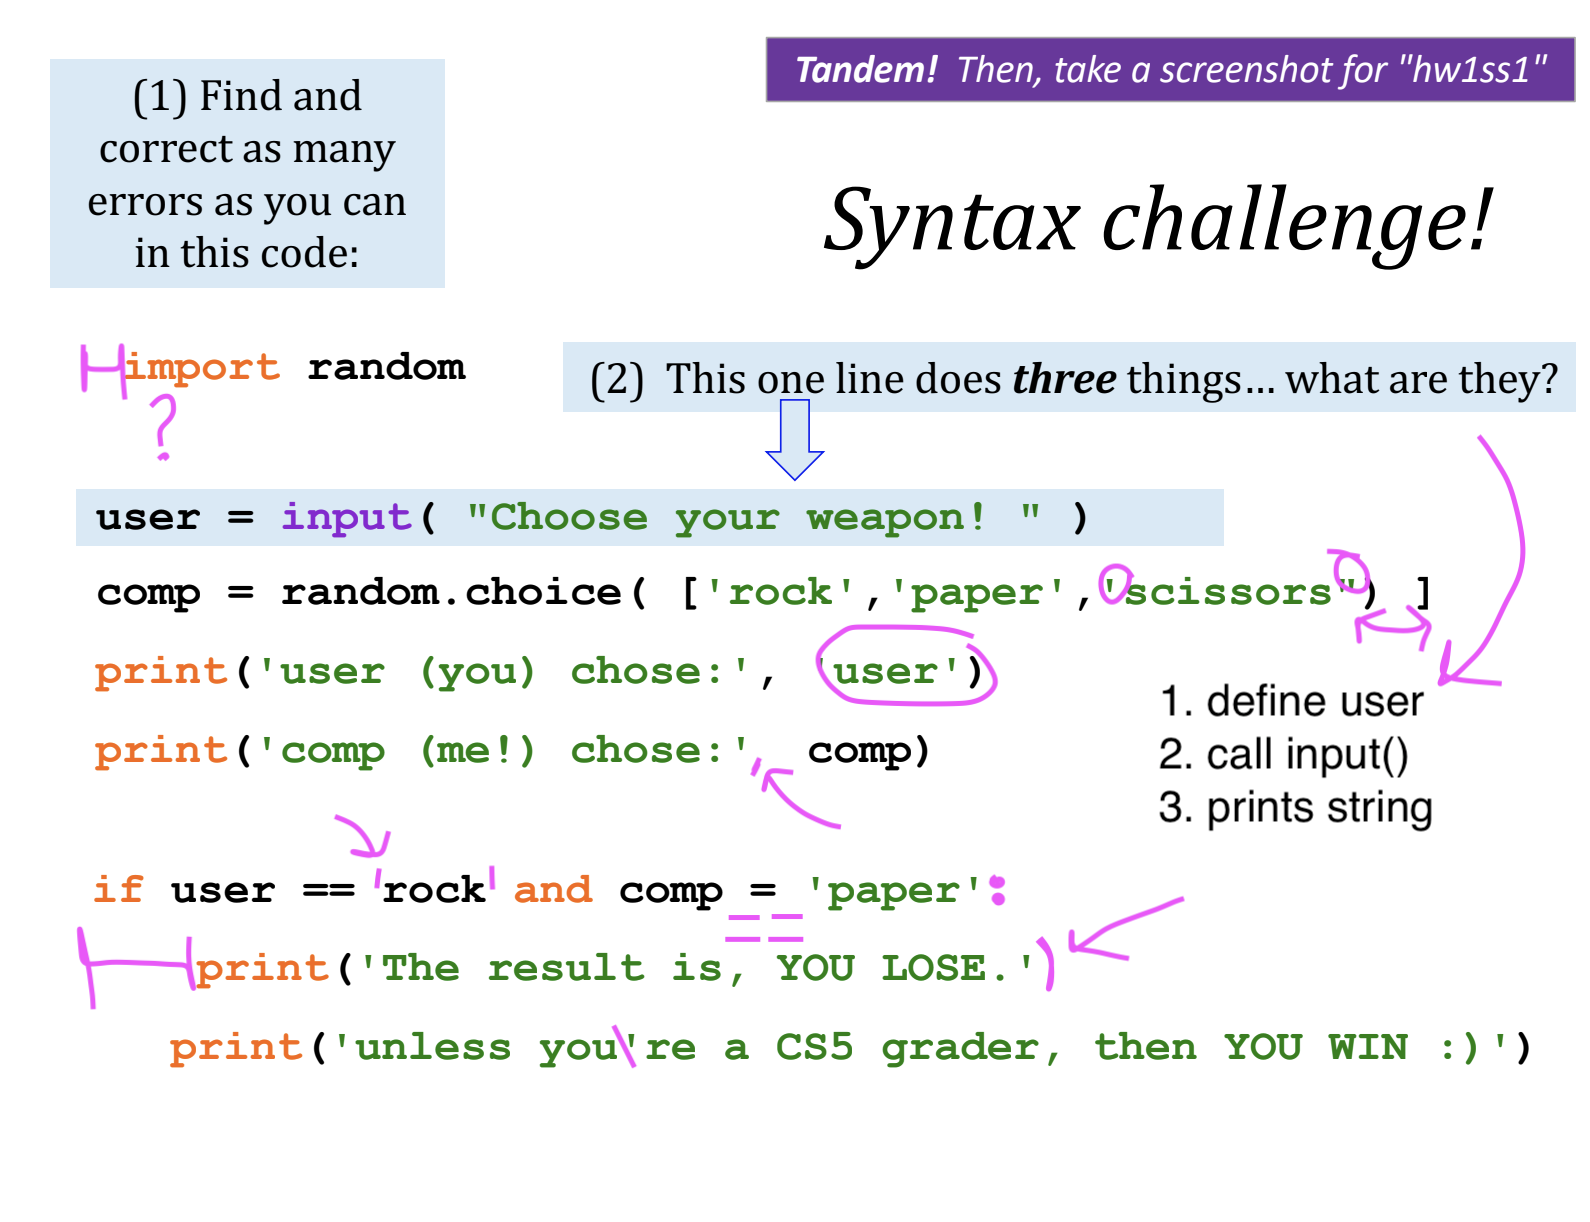 (1) Find and
correct as many
errors as you can
in this code:
Tandem! Then, take a screenshot for "hw1ss1"
Syntax challenge!
import random
?
(2) This one line does three things... what are they?
user = input( "Choose your weapon! " )
comp = random.choice( ['rock','paper','scissors") ]
print('user (you) chose:', 'user')
print('comp (me!) chose:', comp)
1. define user
2. call input()
3. prints string
if user == 'rock' and comp = 'paper':
==
print('The result is, YOU LOSE.')
print('unless you\'re a CS5 grader, then YOU WIN :)')